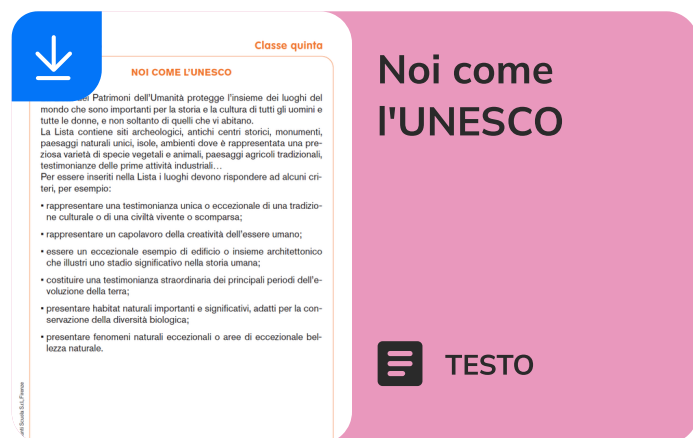 Classe quinta
NOI COME L'UNESCO
Patrimoni dell'Umanità protegge l'insieme dei luoghi del
mondo che sono importanti per la storia e la cultura di tutti gli uomini e
tutte le donne, e non soltanto di quelli che vi abitano.
La Lista contiene siti archeologici, antichi centri storici, monumenti,
paesaggi naturali unici, isole, ambienti dove è rappresentata una pre-
ziosa varietà di specie vegetali e animali, paesaggi agricoli tradizionali,
testimonianze delle prime attività industriali…
Per essere inseriti nella Lista i luoghi devono rispondere ad alcuni cri-
teri, per esempio:
• rappresentare una testimonianza unica o eccezionale di una tradizio-
ne culturale o di una civiltà vivente o scomparsa;
• rappresentare un capolavoro della creatività dell'essere umano;
• essere un eccezionale esempio di edificio o insieme architettonico
che illustri uno stadio significativo nella storia umana;
• costituire una testimonianza straordinaria dei principali periodi dell'e-
voluzione della terra;
• presentare habitat naturali importanti e significativi, adatti per la con-
servazione della diversità biologica;
• presentare fenomeni naturali eccezionali o aree di eccezionale bel-
lezza naturale.
Scuola S.r.l., Firenze
Noi come
l'UNESCO
TESTO